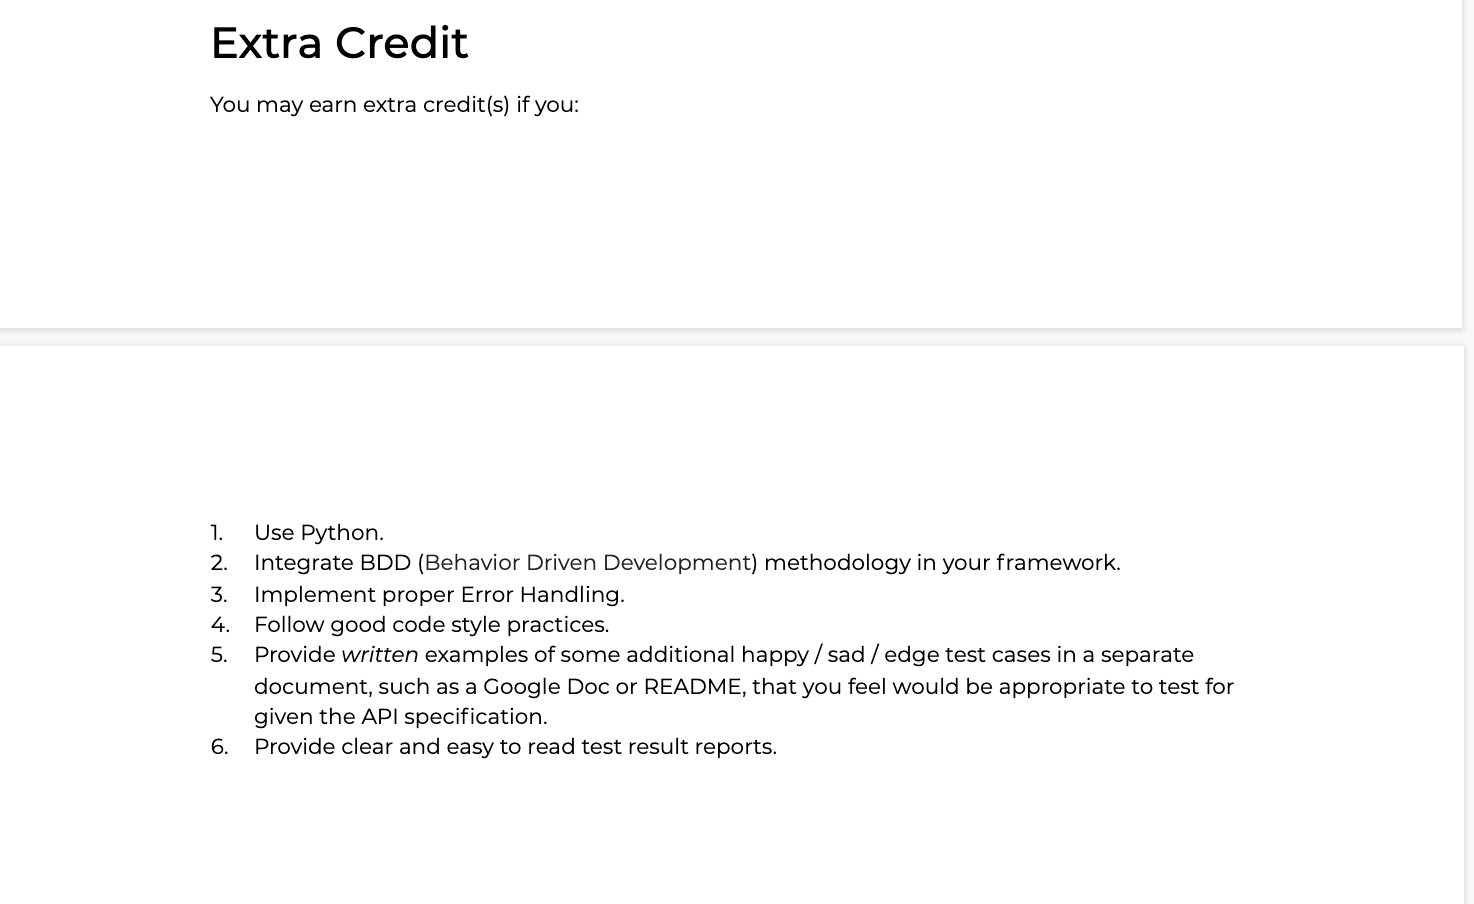 Extra Credit
You may earn extra credit(s) if you:
1. Use Python.
2. Integrate BDD (Behavior Driven Development) methodology in your framework.
3. Implement proper Error Handling.
4. Follow good code style practices.
5. Provide written examples of some additional happy / sad / edge test cases in a separate
document, such as a Google Doc or README, that you feel would be appropriate to test for
given the API specification.
6. Provide clear and easy to read test result reports.